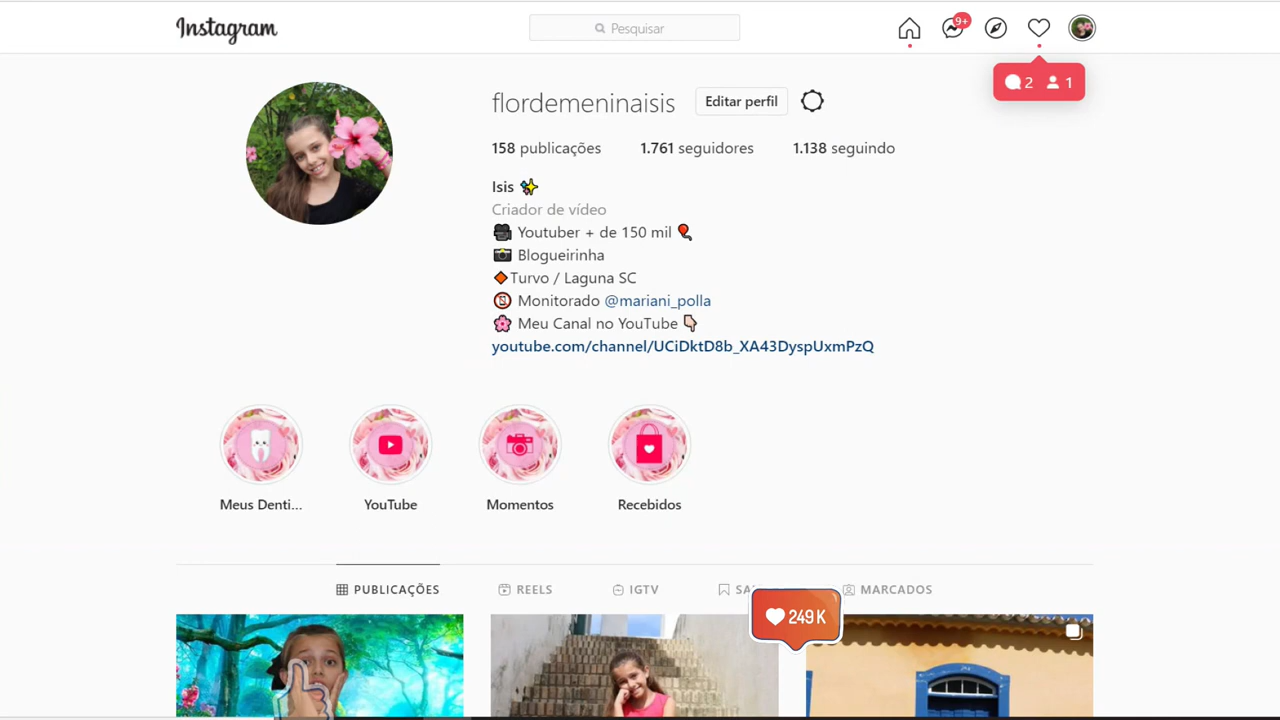 Instagram
Pesquisar
9+
2 1
flordemeninaisis Editar perfil
158 publicações 1.761 seguidores 1.138 seguindo
Isis
Criador de vídeo
Youtuber + de 150 mil
Blogueirinha
Turvo / Laguna SC
Monitorado @mariani_polla
Meu Canal no YouTube
youtube.com/channel/UCiDktD8b_XA43DyspUxmPzQ
Meus Denti... YouTube Momentos Recebidos
PUBLICAÇÕES REELS IGTV MARCADOS
249K